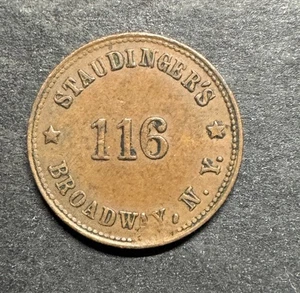 STAUDINGER'S
116
BROADWAY, N. Y.